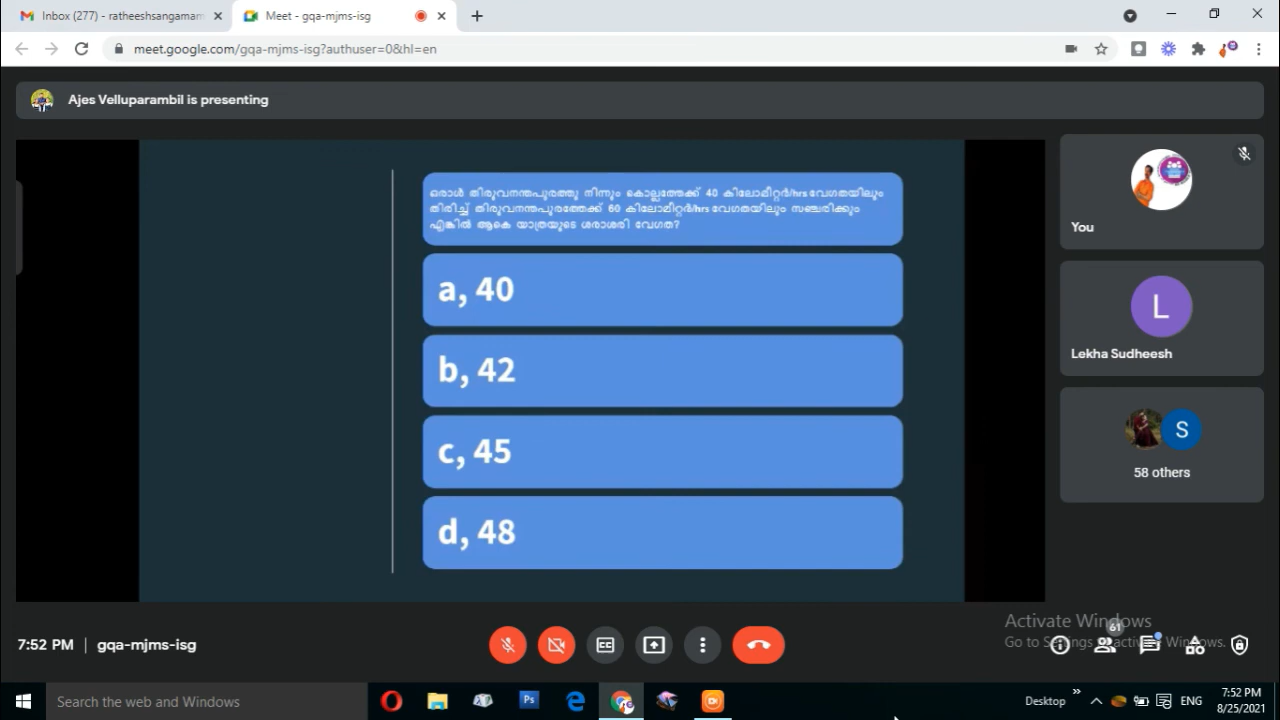 Inbox (277) - ratheeshsangamam
Meet - gqa-mjms-isg
meet.google.com/gqa-mjms-isg?authuser=0&hl=en
Ajes Velluparambil is presenting
ഒരാൾ തിരുവനന്തപുരത്തു നിന്നും കൊല്ലത്തേക്ക് 40 കിലോമീറ്റർ/hrs വേഗതയിലും
തിരിച്ച് തിരുവനന്തപുരത്തേക്ക് 60 കിലോമീറ്റർ/hrs വേഗതയിലും സഞ്ചരിക്കും
എങ്കിൽ ആകെ യാത്രയുടെ ശരാശരി വേഗത?
a, 40
b, 42
c, 45
d, 48
You
L
Lekha Sudheesh
S
58 others
Activate Windows
Go to Settings to activate Windows.
61
7:52 PM | gqa-mjms-isg
CC
Search the web and Windows
Ps
Desktop
ENG
7:52 PM
8/25/2021